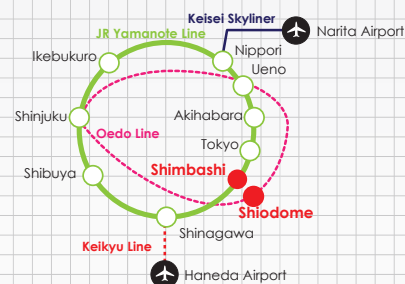 Keisei Skyliner
Narita Airport
JR Yamanote Line
Nippori
Ikebukuro
Ueno
Shinjuku
Akihabara
Oedo Line
Tokyo
Shimbashi
Shibuya
Shiodome
Shinagawa
Keikyu Line
Haneda Airport